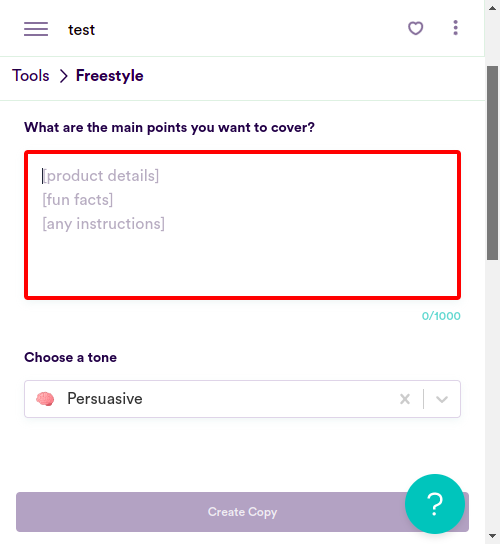 test
Tools > Freestyle
What are the main points you want to cover?
[product details]
[fun facts]
[any instructions]
0/1000
Choose a tone
Persuasive
Create Copy
?